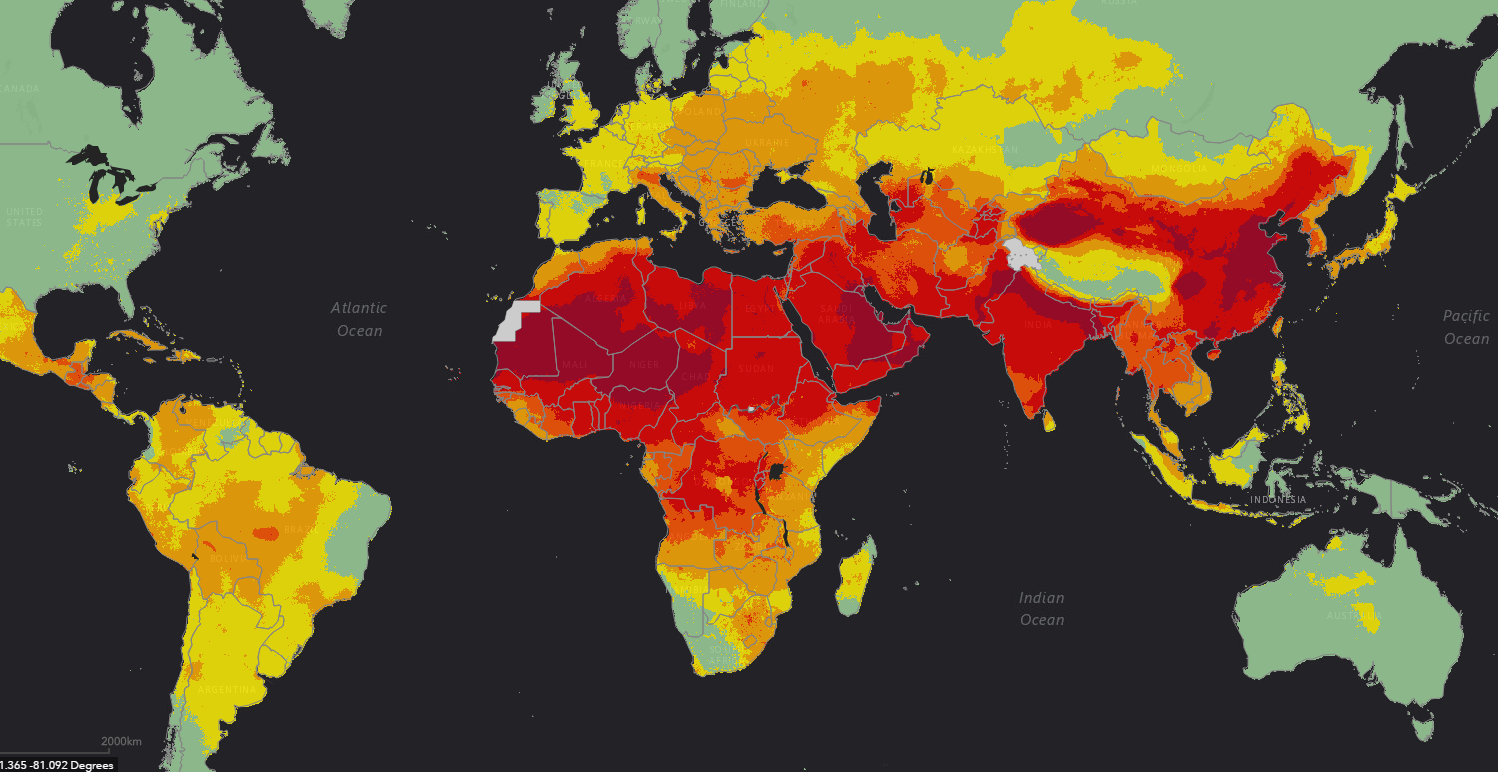 FINLAND
RUSSIA
NORWAY
CANADA
POLAND
UKRAINE
FRANCE
KAZAKHSTAN
MONGOLIA
UNITED
STATES
Atlantic
Ocean
ALGERIA
LIBYA
EGYPT
SAUDI
ARABIA
INDIA
Pacific
Ocean
MALI
NIGER
CHAD
SUDAN
NIGERIA
INDONESIA
BRAZIL
BOLIVIA
Indian
Ocean
AUSTRALIA
ARGENTINA
2000km
1.365 -81.092 Degrees